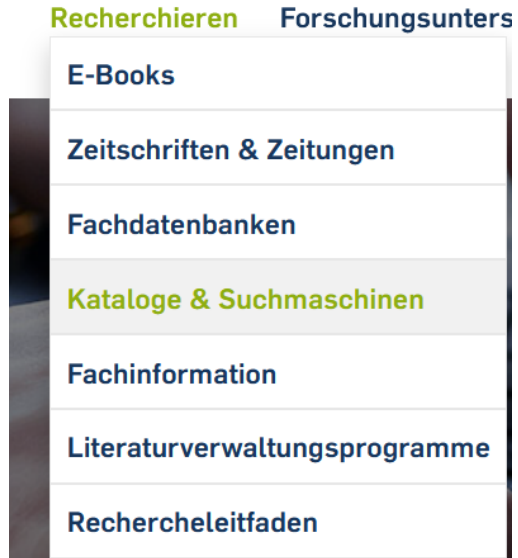 Recherchieren Forschungsunters
E-Books
Zeitschriften & Zeitungen
Fachdatenbanken
Kataloge & Suchmaschinen
Fachinformation
Literaturverwaltungsprogramme
Rechercheleitfaden